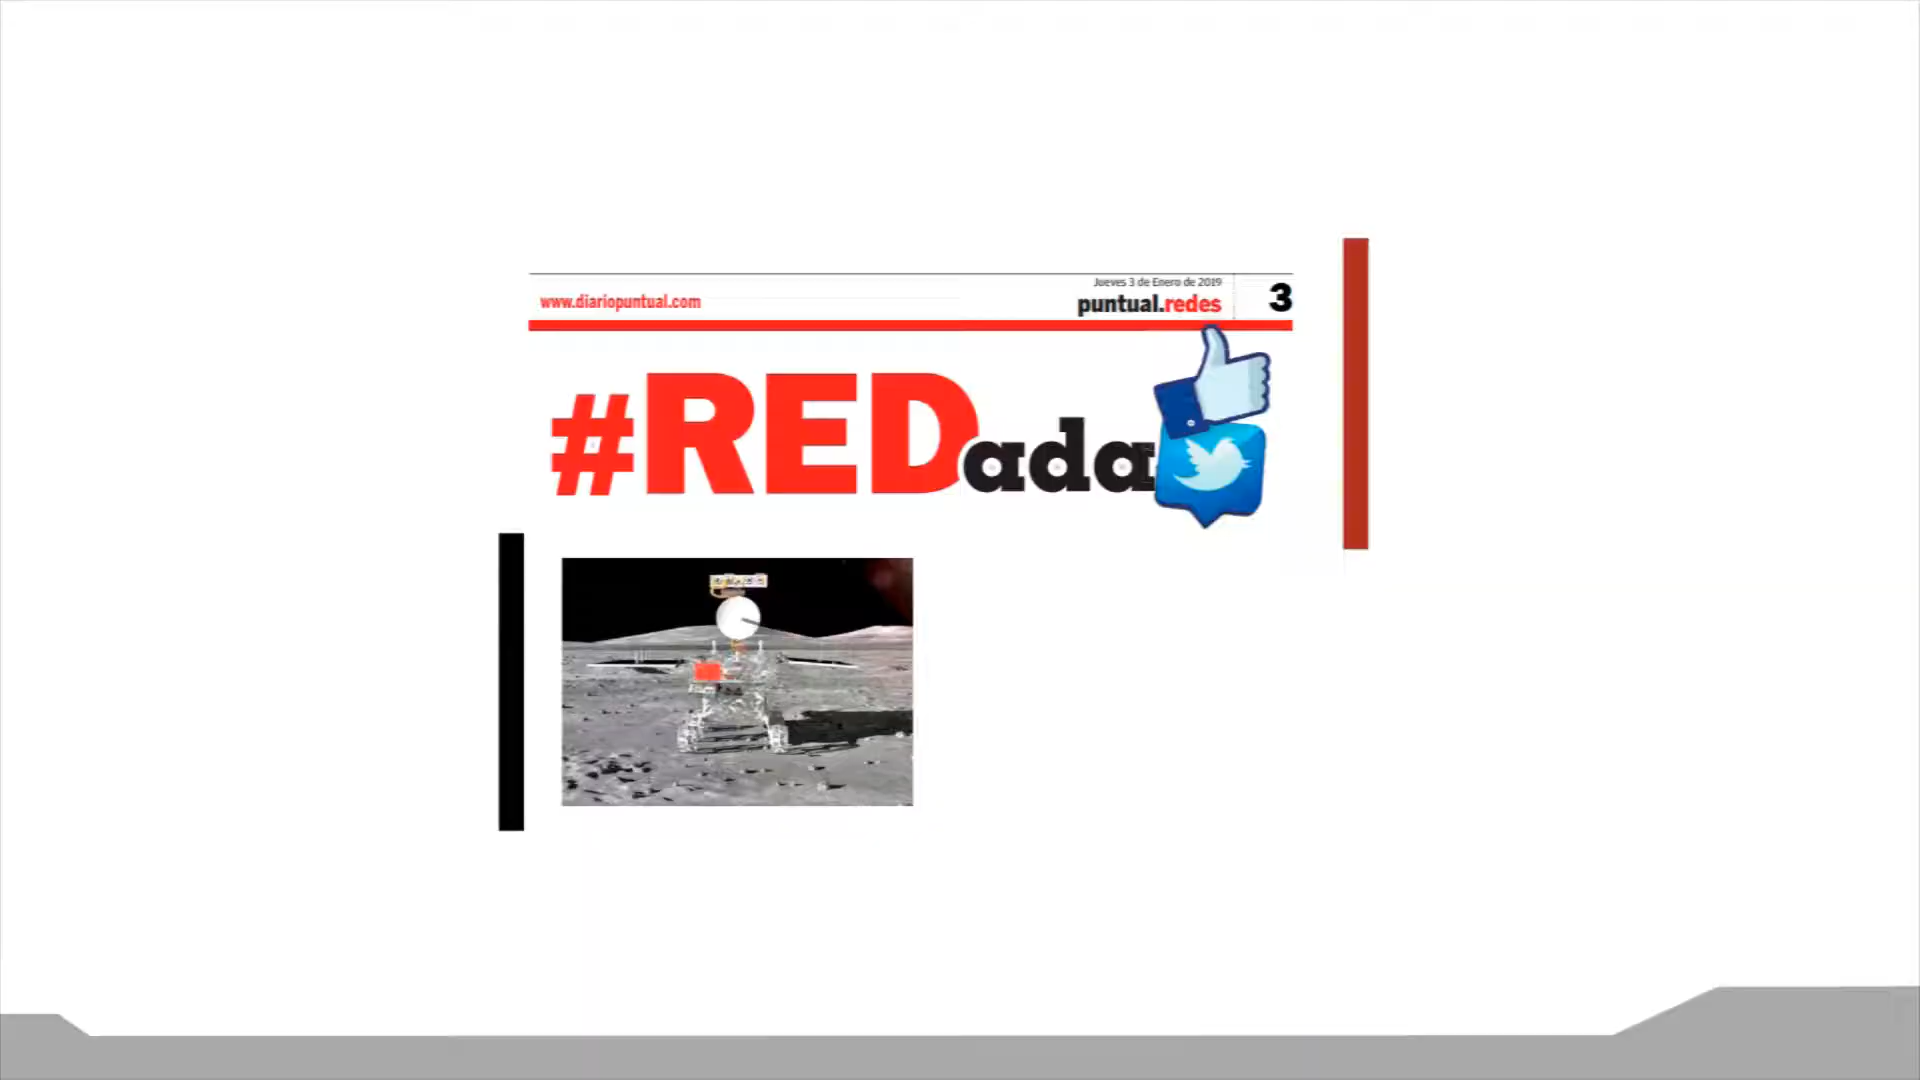 Jueves 3 de Enero de 2019
www.diariopuntual.com
puntual.redes
3
#REDada